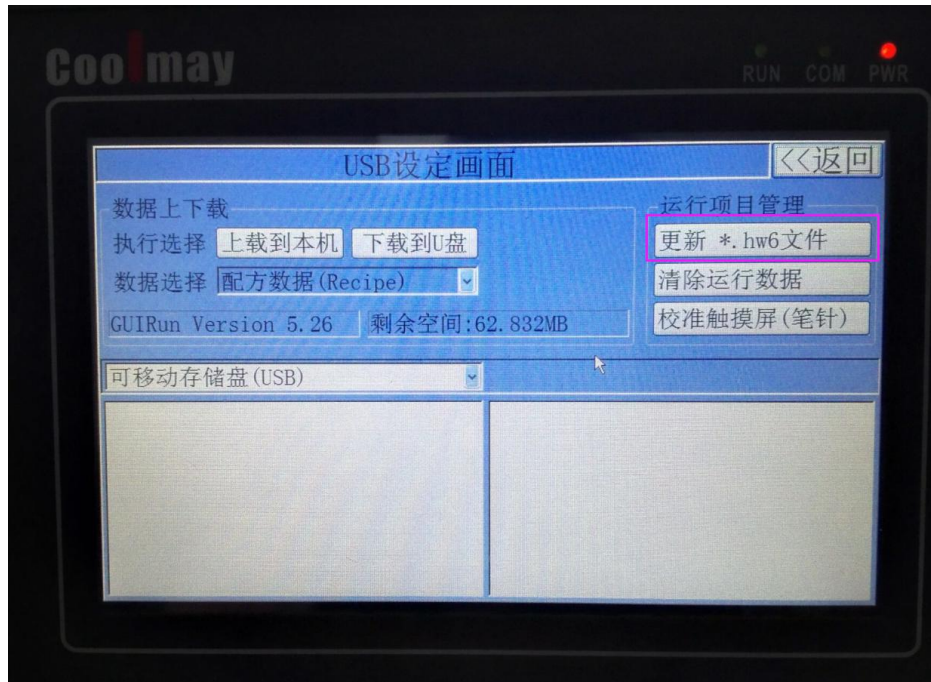 Coolmay
RUN COM PWR
USB设定画面
<<返回
数据上下载
执行选择 上载到本机 下载到U盘
数据选择 配方数据(Recipe)
GUIRun Version 5.26 剩余空间:62.832MB
运行项目管理
更新 *.hw6文件
清除运行数据
校准触摸屏(笔针)
可移动存储盘(USB)